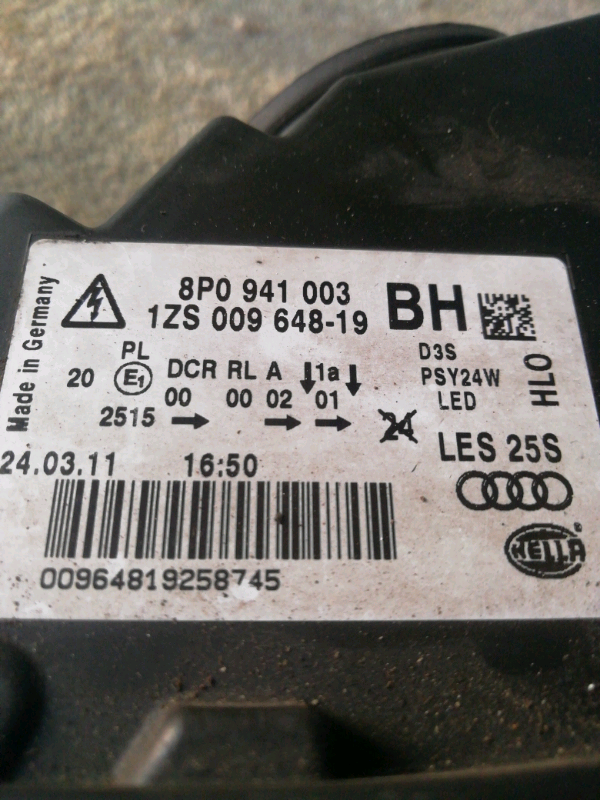 Made in Germany
8P0 941 003 BH
1ZS 009 648-19
PL
20 E1 DCR RL A 1a
00 00 02 01
2515 24
D3S
PSY24W
LED
HLO
24.03.11 16:50 LES 25S
00964819258745
HELLA